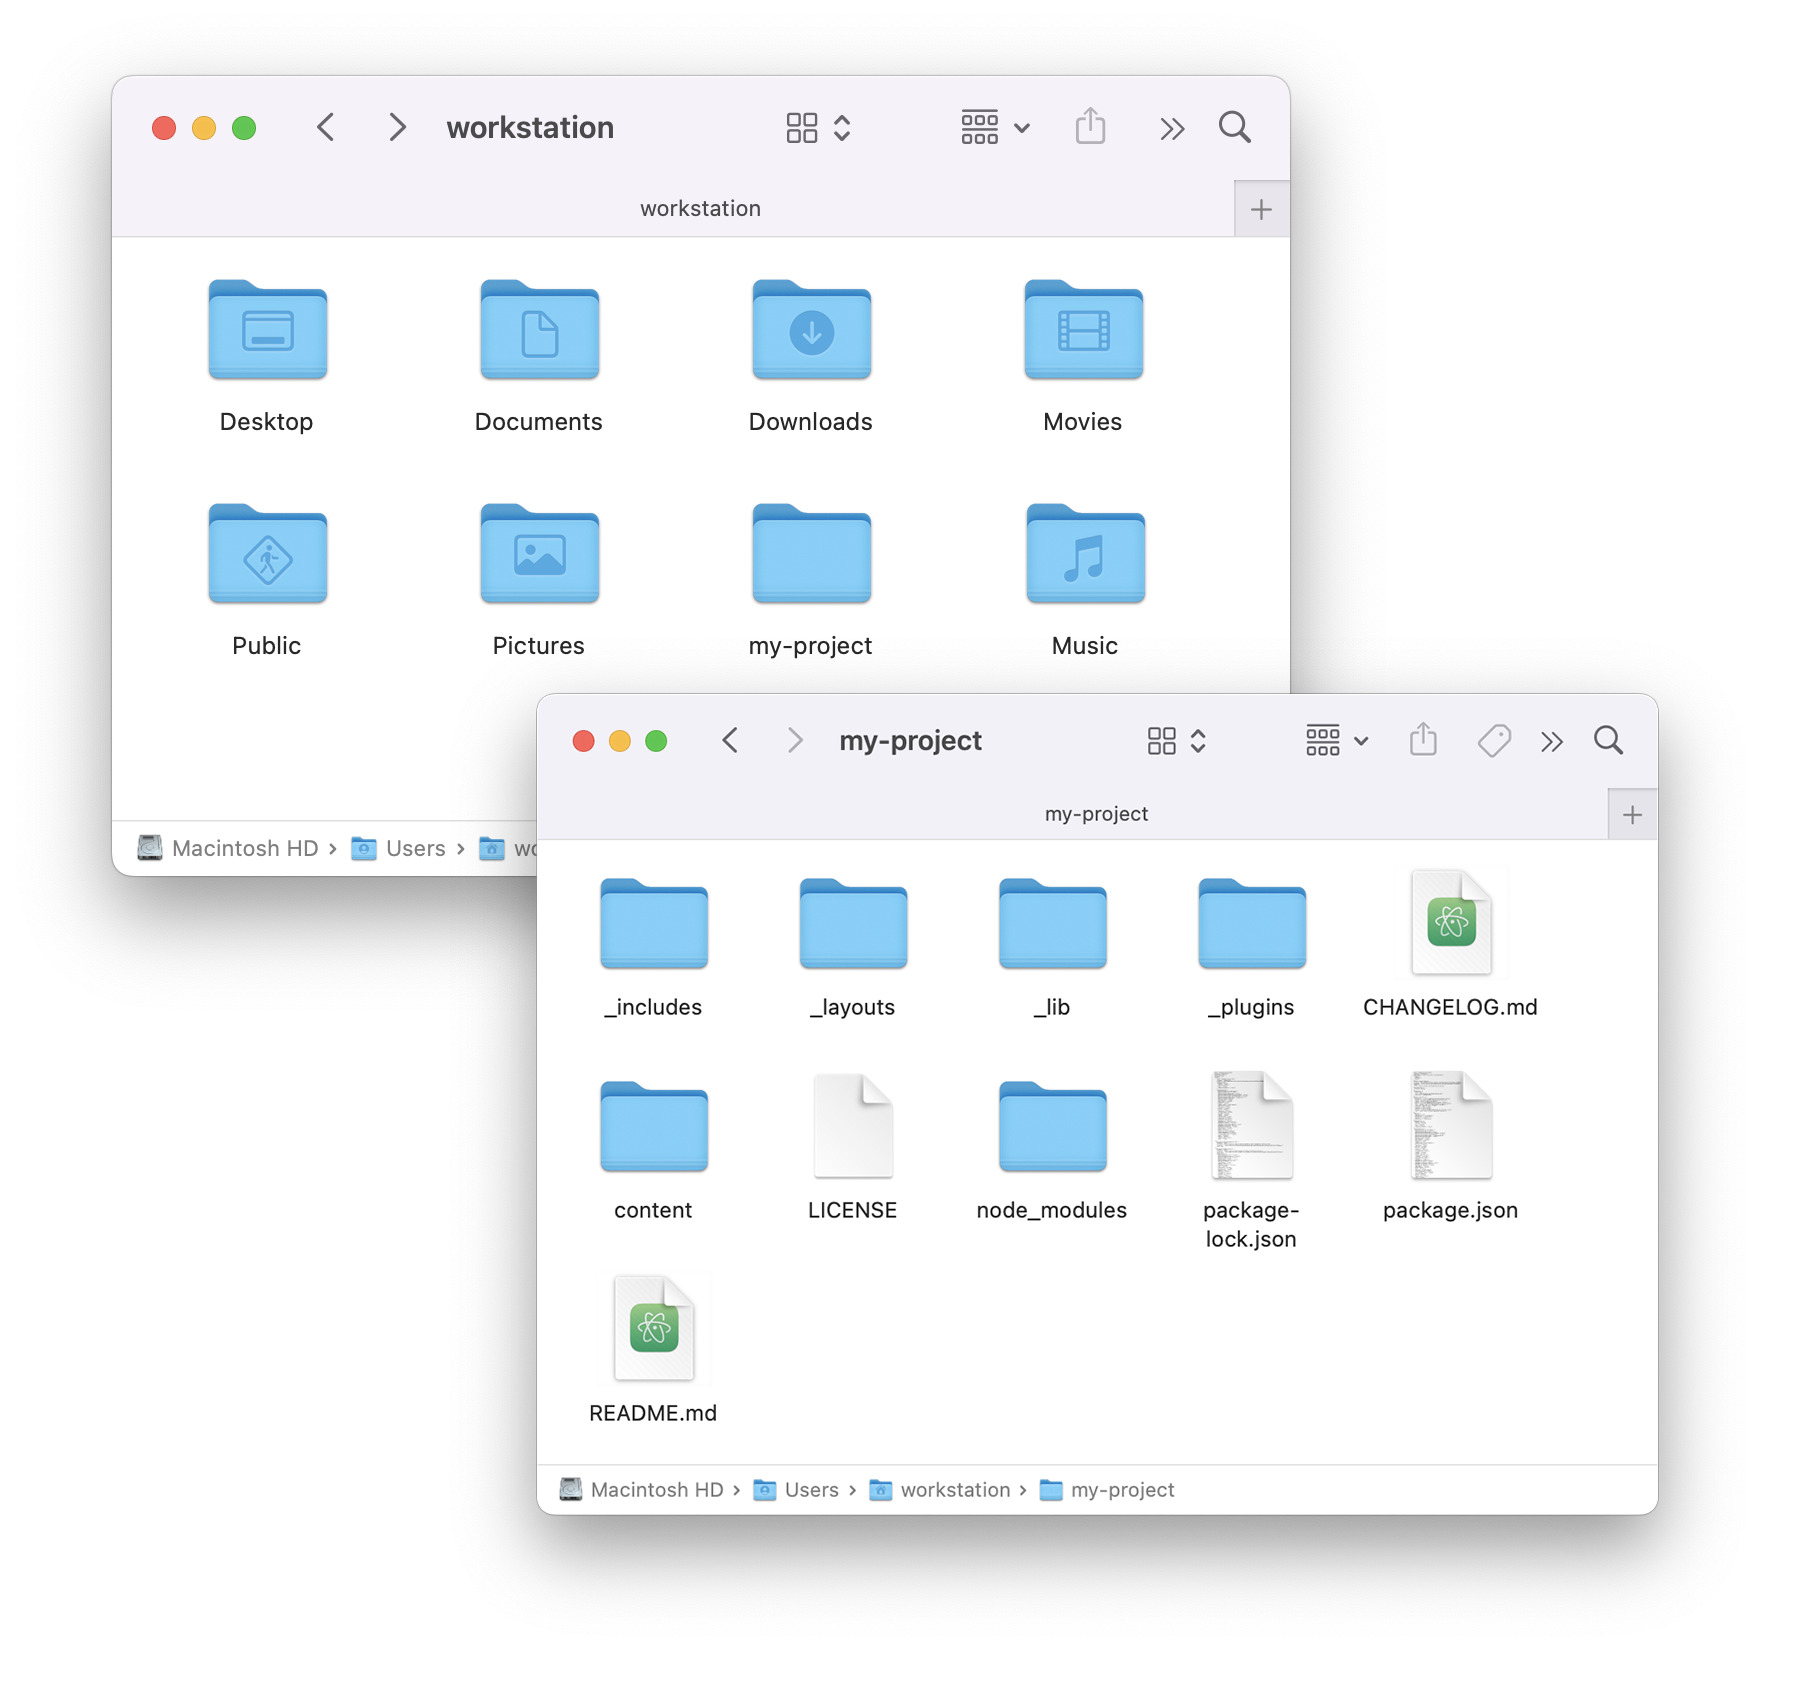 workstation
workstation
Desktop
Documents
Downloads
Movies
Public
Pictures
my-project
Music
Macintosh HD › Users ›
my-project
my-project
_includes
_layouts
_lib
_plugins
CHANGELOG.md
content
LICENSE
node_modules
package-
lock.json
package.json
README.md
Macintosh HD › Users › workstation › my-project